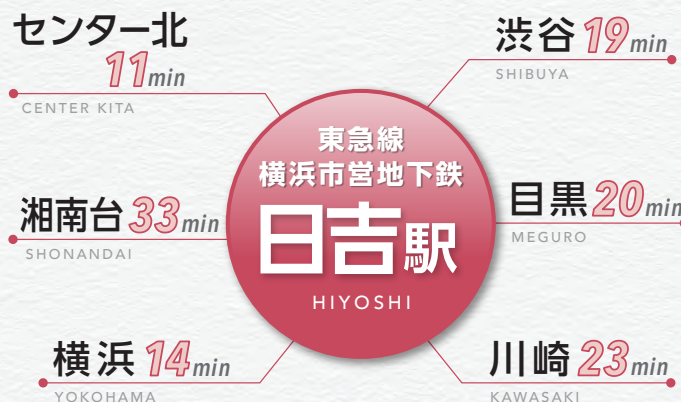 センター北
11min
CENTER KITA
渋谷 19min
SHIBUYA
東急線
横浜市営地下鉄
日吉駅
HIYOSHI
湘南台 33min
SHONANDAI
目黒 20min
MEGURO
横浜 14min
YOKOHAMA
川崎 23min
KAWASAKI